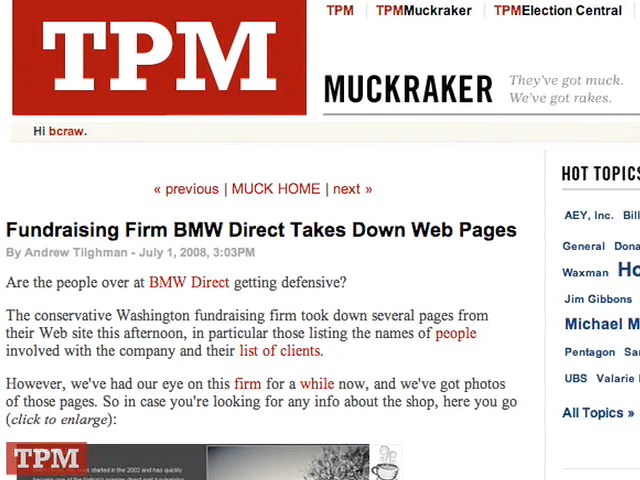 TPM
TPM TPMMuckraker TPMElection Central
MUCKRAKER
They've got muck.
We've got rakes.
Hi bcraw.
« previous | MUCK HOME | next »
Fundraising Firm BMW Direct Takes Down Web Pages
By Andrew Tilghman - July 1, 2008, 3:03PM
Are the people over at BMW Direct getting defensive?
The conservative Washington fundraising firm took down several pages from
their Web site this afternoon, in particular those listing the names of people
involved with the company and their list of clients.
However, we've had our eye on this firm for a while now, and we've got photos
of those pages. So in case you're looking for any info about the shop, here you go
(click to enlarge):
HOT TOPICS
AEY, Inc. Bil
General Dona
Waxman Ho
Jim Gibbons
Michael M
Pentagon Sa
UBS Valarie
All Topics »
TPM
started in the 2002 and has quickly